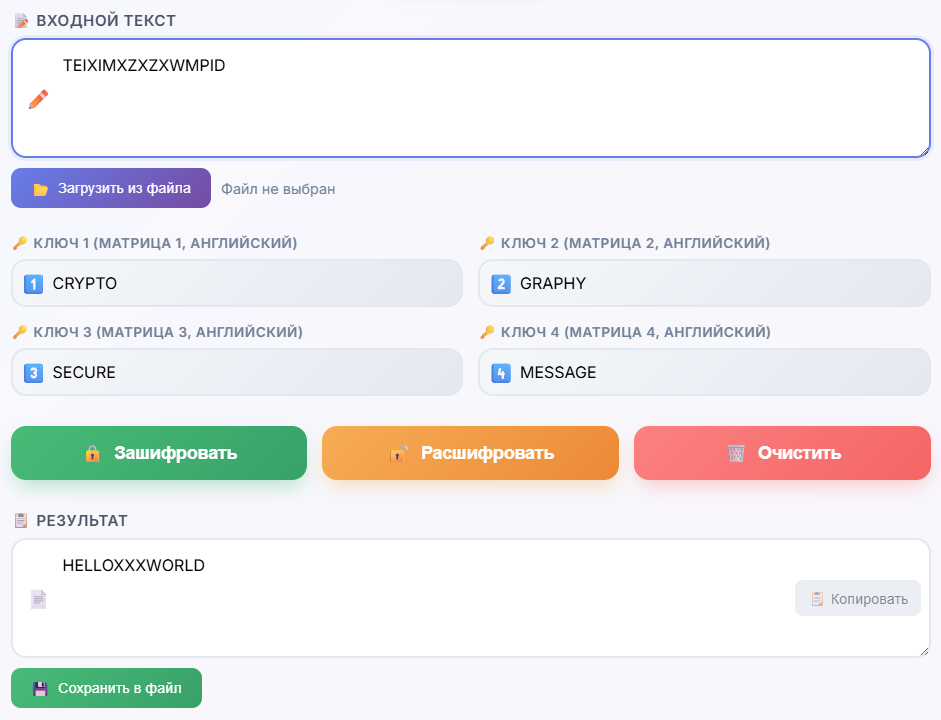 ВХОДНОЙ ТЕКСТ
TEIXIMXZXZXWMPID
Загрузить из файла Файл не выбран
КЛЮЧ 1 (МАТРИЦА 1, АНГЛИЙСКИЙ) КЛЮЧ 2 (МАТРИЦА 2, АНГЛИЙСКИЙ)
1 CRYPTO 2 GRAPHY
КЛЮЧ 3 (МАТРИЦА 3, АНГЛИЙСКИЙ) КЛЮЧ 4 (МАТРИЦА 4, АНГЛИЙСКИЙ)
3 SECURE 4 MESSAGE
Зашифровать Расшифровать Очистить
РЕЗУЛЬТАТ
HELLOXXXWORLD
Копировать
Сохранить в файл